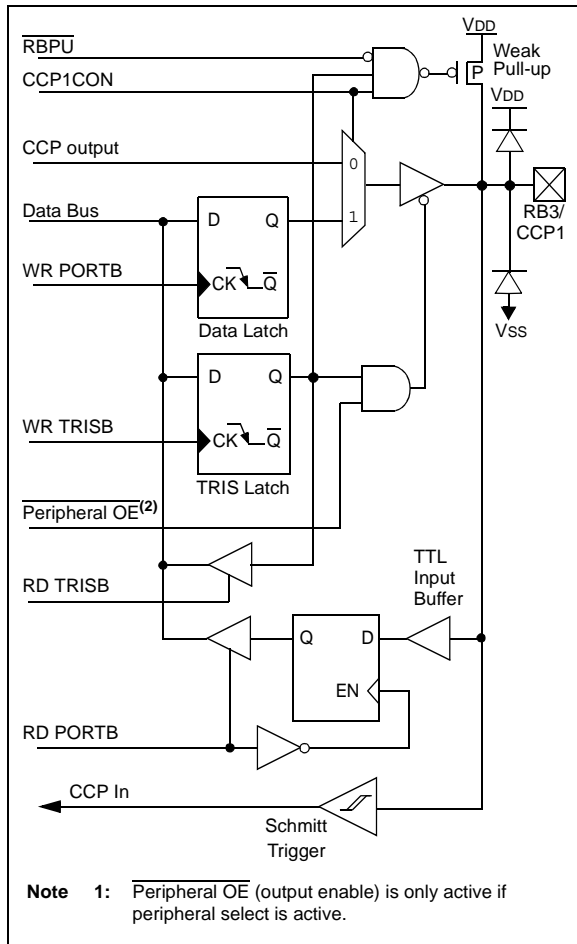 RBPU
VDD
Weak
Pull-up
CCP1CON
P
VDD
CCP output
0
Data Bus
D Q
1
RB3/
CCP1
WR PORTB
CK Q
Data Latch
VSS
D Q
WR TRISB
CK Q
TRIS Latch
Peripheral OE(2)
RD TRISB
TTL
Input
Buffer
Q D
EN
RD PORTB
CCP In
Schmitt
Trigger
Note 1: Peripheral OE (output enable) is only active if
peripheral select is active.